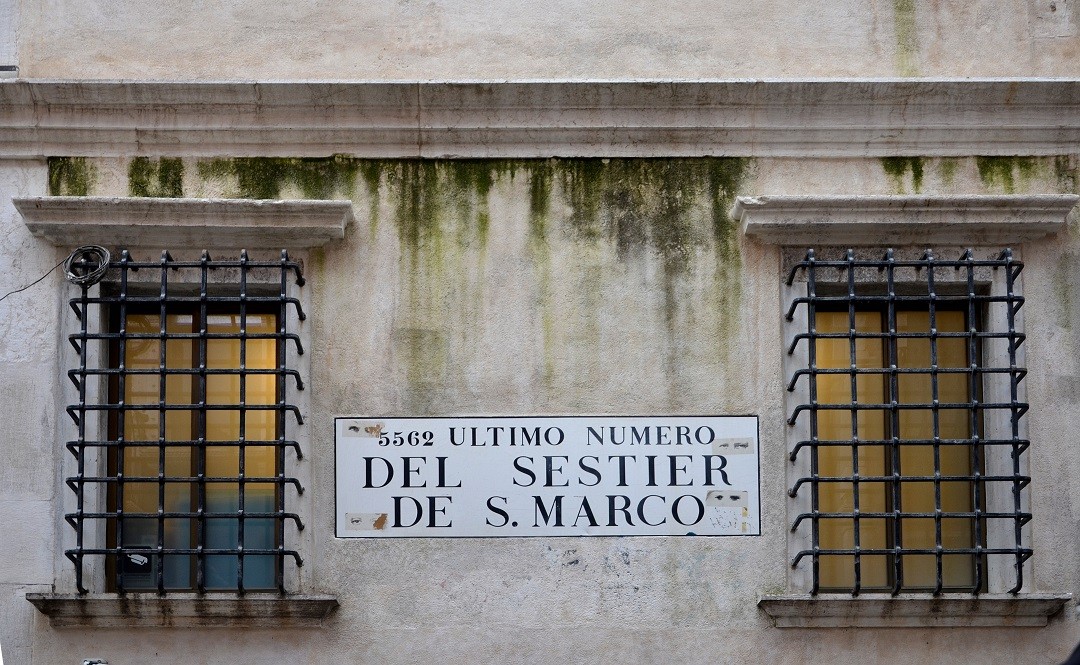 5562 ULTIMO NUMERO
DEL SESTIER
DE S. MARCO